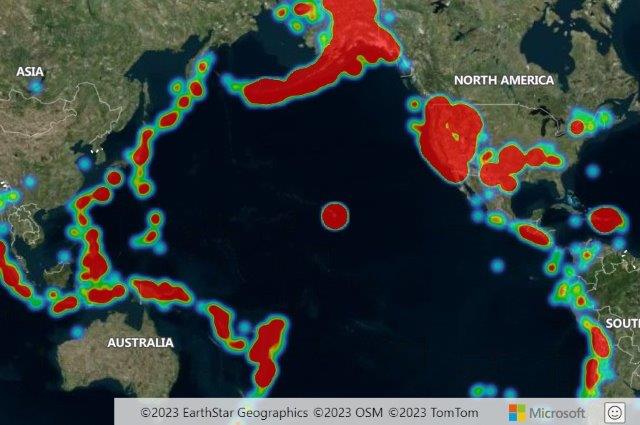 ASIA
NORTH AMERICA
AUSTRALIA
SOUT
©2023 EarthStar Geographics ©2023 OSM ©2023 TomTom
Microsoft